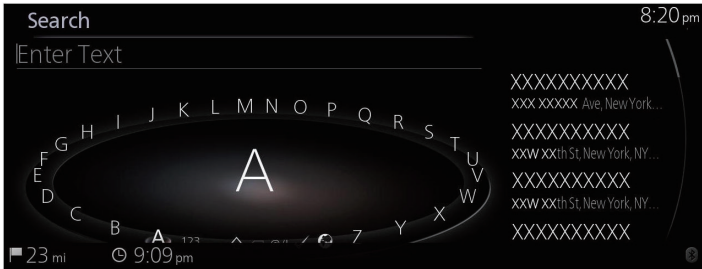 Search
8:20 pm
Enter Text
A
A B C D E F G H I J K L M N O P Q R S T U V W X Y Z
123
XXXXXXXXXX
XXX XXXXX Ave, New York...
XXXXXXXXXX
XXW XXth St, New York, NY...
XXXXXXXXXX
XXW XXth St, New York, NY...
XXXXXXXXXX
23 mi
9:09 pm